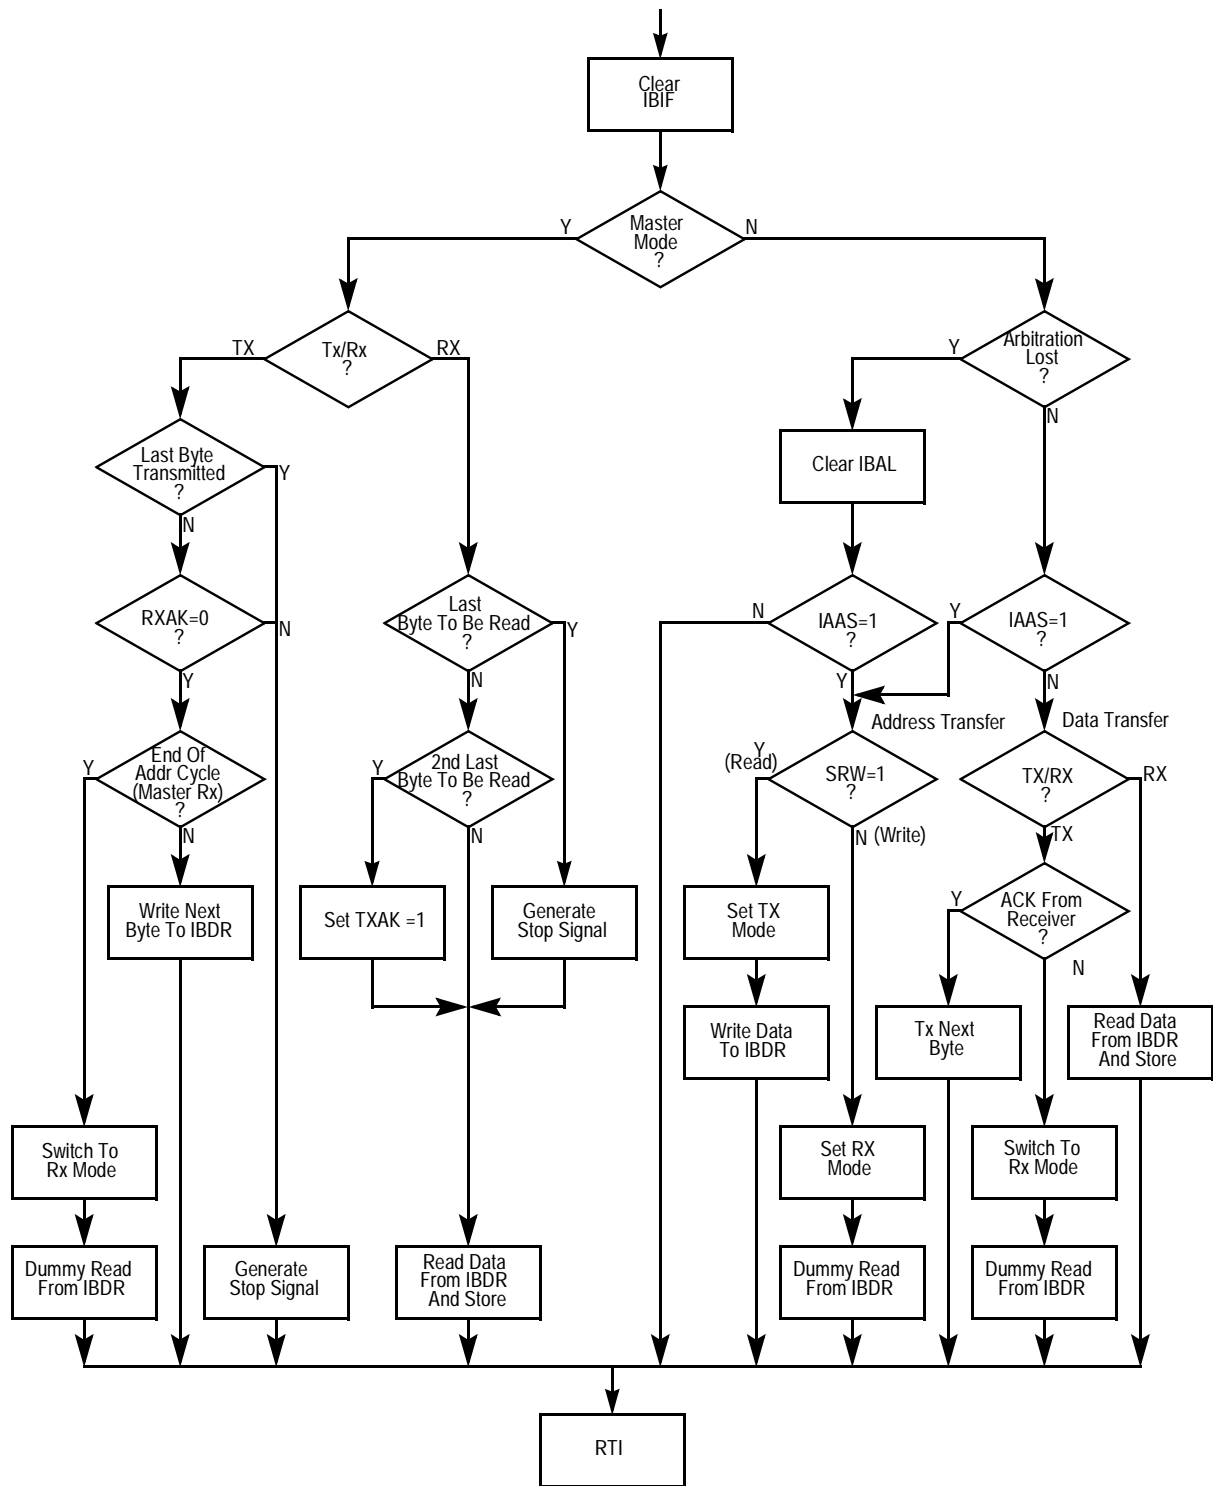 Clear
IBIF
Y
Master
Mode
?
N
TX
Tx/Rx
?
RX
Y
Arbitration
Lost
?
N
Last Byte
Transmitted
?
Y
N
Clear IBAL
RXAK=0
?
N
Y
Last
Byte To Be Read
?
Y
N
N
IAAS=1
?
Y
Y
IAAS=1
?
N
Address Transfer
Data Transfer
Y
End Of
Addr Cycle
(Master Rx)
?
N
Y
2nd Last
Byte To Be Read
?
N
Y
(Read)
SRW=1
?
N (Write)
TX/RX
?
RX
TX
Write Next
Byte To IBDR
Set TXAK =1
Generate
Stop Signal
Set TX
Mode
Y
ACK From
Receiver
?
N
Write Data
To IBDR
Tx Next
Byte
Read Data
From IBDR
And Store
Switch To
Rx Mode
Set RX
Mode
Switch To
Rx Mode
Dummy Read
From IBDR
Generate
Stop Signal
Read Data
From IBDR
And Store
Dummy Read
From IBDR
Dummy Read
From IBDR
RTI